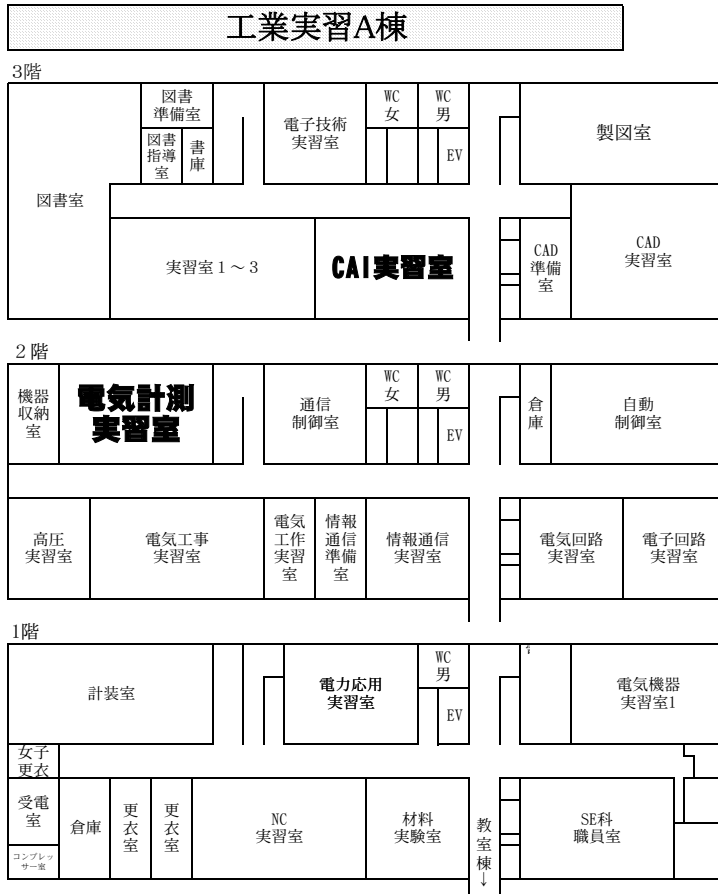 工業実習A棟
3階
図書
準備室
図書
指導
室
書
庫
電子技術
実習室
WC
女
WC
男
EV
製図室
図書室
実習室1～3
CAI実習室
CAD
準備
室
CAD
実習室
２階
機器
収納
室
電気計測
実習室
通信
制御室
WC
女
WC
男
EV
倉
庫
自動
制御室
高圧
実習室
電気工事
実習室
電気
工作
実習
室
情報
通信
準備
室
情報通信
実習室
電気回路
実習室
電子回路
実習室
1階
計装室
電力応用
実習室
WC
男
EV
電気機器
実習室1
女子
更衣
受電
室
コンプレッ
サー室
倉庫
更
衣
室
更
衣
室
NC
実習室
材料
実験室
教
室
棟
↓
SE科
職員室